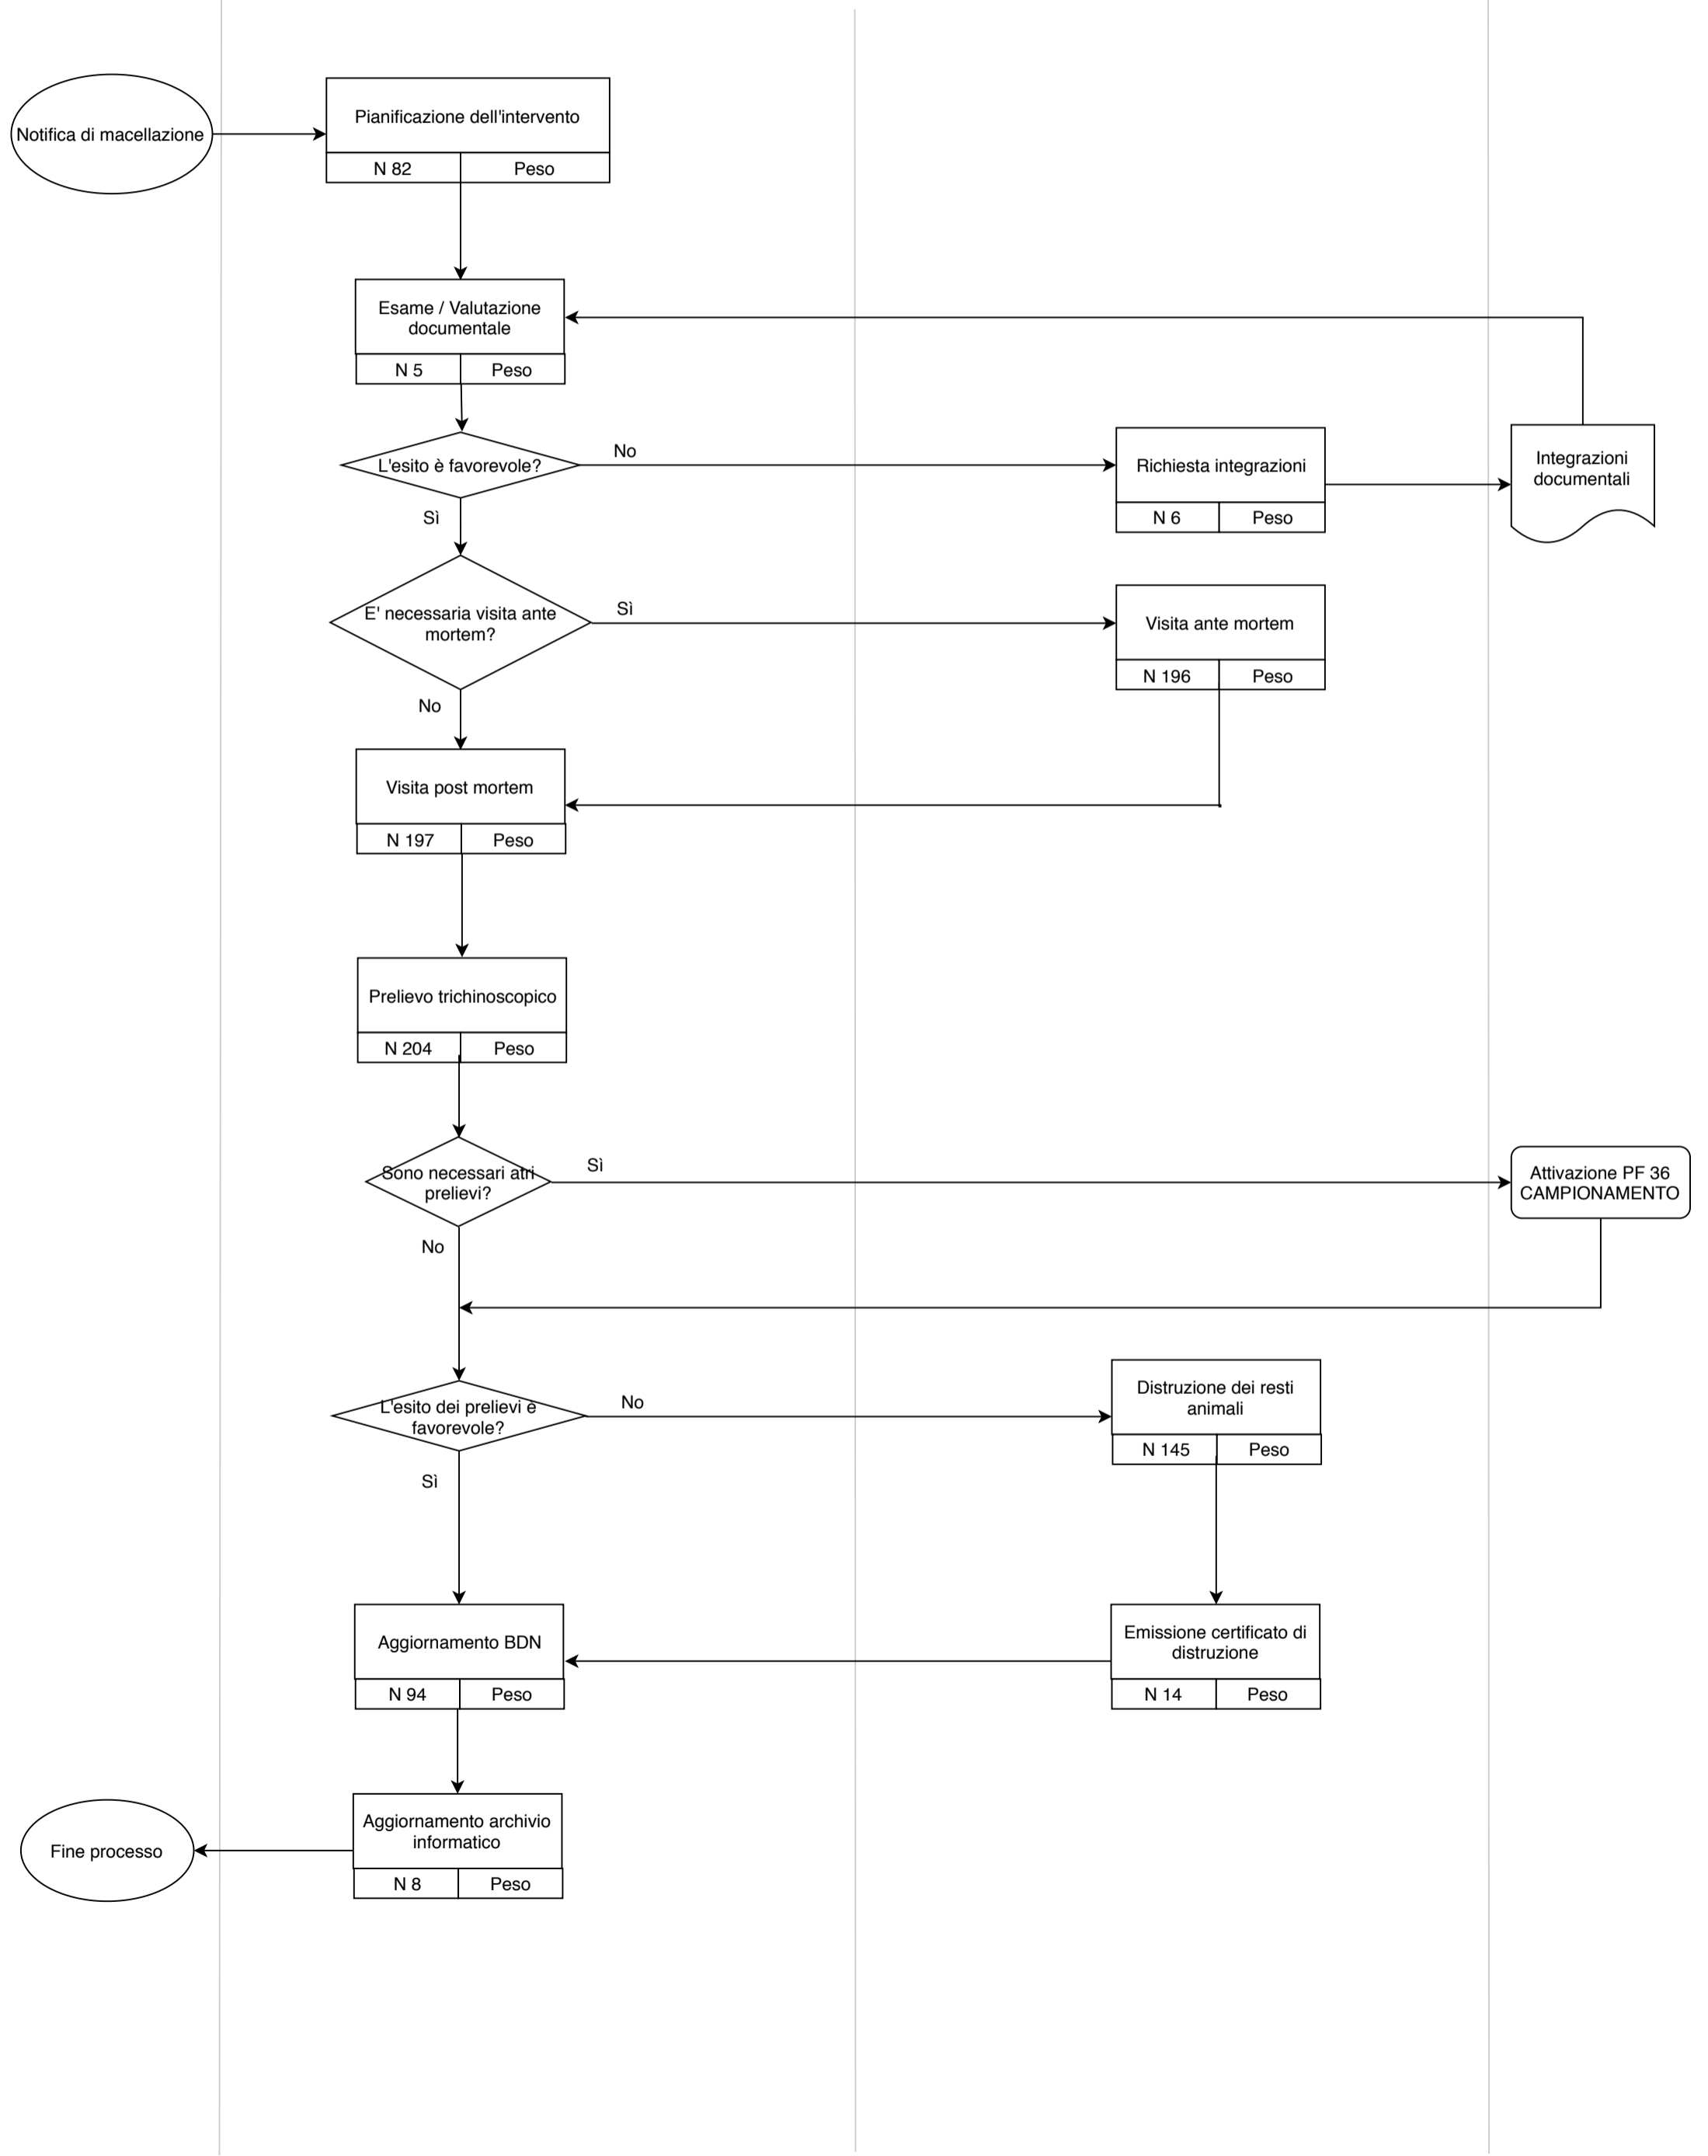 Notifica di macellazione
Pianificazione dell'intervento
N 82
Peso
Esame / Valutazione
documentale
N 5
Peso
L'esito è favorevole?
No
Richiesta integrazioni
N 6
Peso
Integrazioni
documentali
Sì
E' necessaria visita ante
mortem?
Sì
Visita ante mortem
N 196
Peso
No
Visita post mortem
N 197
Peso
Prelievo trichinoscopico
N 204
Peso
Sono necessari atri
prelievi?
Sì
Attivazione PF 36
CAMPIONAMENTO
No
L'esito dei prelievi è
favorevole?
No
Distruzione dei resti
animali
N 145
Peso
Sì
Aggiornamento BDN
N 94
Peso
Emissione certificato di
distruzione
N 14
Peso
Aggiornamento archivio
informatico
N 8
Peso
Fine processo